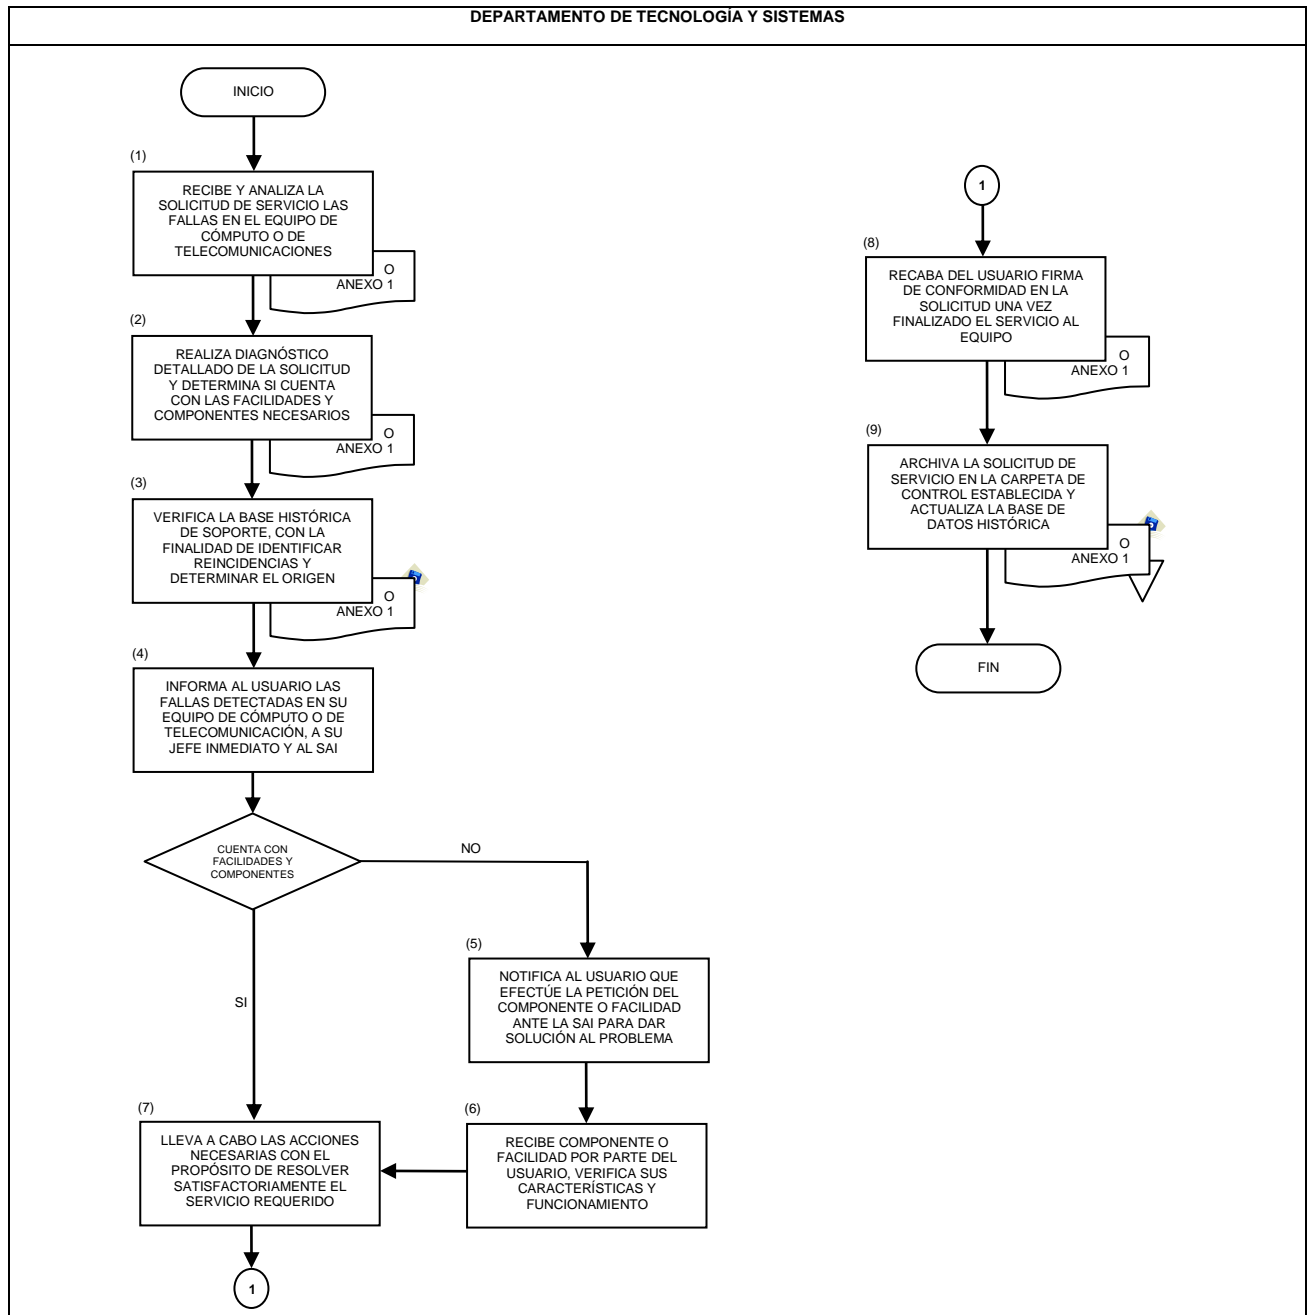 DEPARTAMENTO DE TECNOLOGÍA Y SISTEMAS
INICIO
(1)
RECIBE Y ANALIZA LA
SOLICITUD DE SERVICIO LAS
FALLAS EN EL EQUIPO DE
CÓMPUTO O DE
TELECOMUNICACIONES
O
ANEXO 1
(2)
REALIZA DIAGNÓSTICO
DETALLADO DE LA SOLICITUD
Y DETERMINA SI CUENTA
CON LAS FACILIDADES Y
COMPONENTES NECESARIOS
O
ANEXO 1
(3)
VERIFICA LA BASE HISTÓRICA
DE SOPORTE, CON LA
FINALIDAD DE IDENTIFICAR
REINCIDENCIAS Y
DETERMINAR EL ORIGEN
O
ANEXO 1
(4)
INFORMA AL USUARIO LAS
FALLAS DETECTADAS EN SU
EQUIPO DE CÓMPUTO O DE
TELECOMUNICACIÓN, A SU
JEFE INMEDIATO Y AL SAI
CUENTA CON
FACILIDADES Y
COMPONENTES
NO
SI
(5)
NOTIFICA AL USUARIO QUE
EFECTÚE LA PETICIÓN DEL
COMPONENTE O FACILIDAD
ANTE LA SAI PARA DAR
SOLUCIÓN AL PROBLEMA
(6)
RECIBE COMPONENTE O
FACILIDAD POR PARTE DEL
USUARIO, VERIFICA SUS
CARACTERÍSTICAS Y
FUNCIONAMIENTO
(7)
LLEVA A CABO LAS ACCIONES
NECESARIAS CON EL
PROPÓSITO DE RESOLVER
SATISFACTORIAMENTE EL
SERVICIO REQUERIDO
1
1
(8)
RECABA DEL USUARIO FIRMA
DE CONFORMIDAD EN LA
SOLICITUD UNA VEZ
FINALIZADO EL SERVICIO AL
EQUIPO
O
ANEXO 1
(9)
ARCHIVA LA SOLICITUD DE
SERVICIO EN LA CARPETA DE
CONTROL ESTABLECIDA Y
ACTUALIZA LA BASE DE
DATOS HISTÓRICA
O
ANEXO 1
FIN